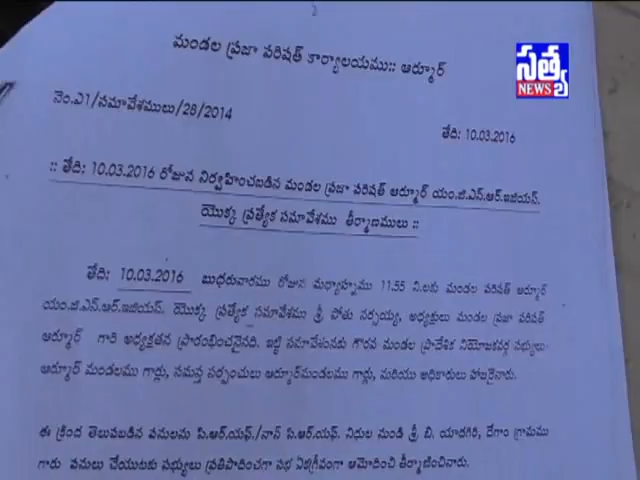 2
మండల ప్రజా పరిషత్ కార్యాలయము:: ఆర్మూర్
సత్య
NEWS
నెం.ఎ1/సమావేశములు/28/2014
తేది: 10.03.2016
:: తేది: 10.03.2016 రోజున నిర్వహించబడిన మండల ప్రజా పరిషత్ ఆర్మూర్ యం.జి.ఎన్.ఆర్.ఇజియస్.
యొక్క ప్రత్యేక సమావేశము తీర్మాణములు ::
తేది: 10.03.2016 బుధరువారము రోజున మధ్యాహ్నము 11.55 ని.లకు మండల పరిషత్ ఆర్మూర్
యం.జి.ఎన్.ఆర్.ఇజియస్. యొక్క ప్రత్యేక సమావేశము శ్రీ పోతు నర్సయ్య, అధ్యక్షులు మండల ప్రజా పరిషత్
ఆర్మూర్ గారి అధ్యక్షతన ప్రారంభించనైనది. ఇట్టి సమావేశమునకు గౌరవ మండల ప్రాదేశిక నియోజకవర్గ సభ్యులు
ఆర్మూర్ మండలము గార్లు, సమస్త సర్పంచులు ఆర్మూర్ మండలము గార్లు, మరియు అధికారులు హాజరైనారు.
ఈ క్రింద తెలుపబడిన పనులను సి.ఆర్.యఫ్./నాన్ సి.ఆర్.యఫ్. నిధుల నుండి శ్రీ బి. యాదగిరి, దేగాం గ్రామము
గారు పనులు చేయుటకు సభ్యులు ప్రతిపాదించగా సభ ఏకగ్రీవంగా ఆమోదించి తీర్మాణించినారు.